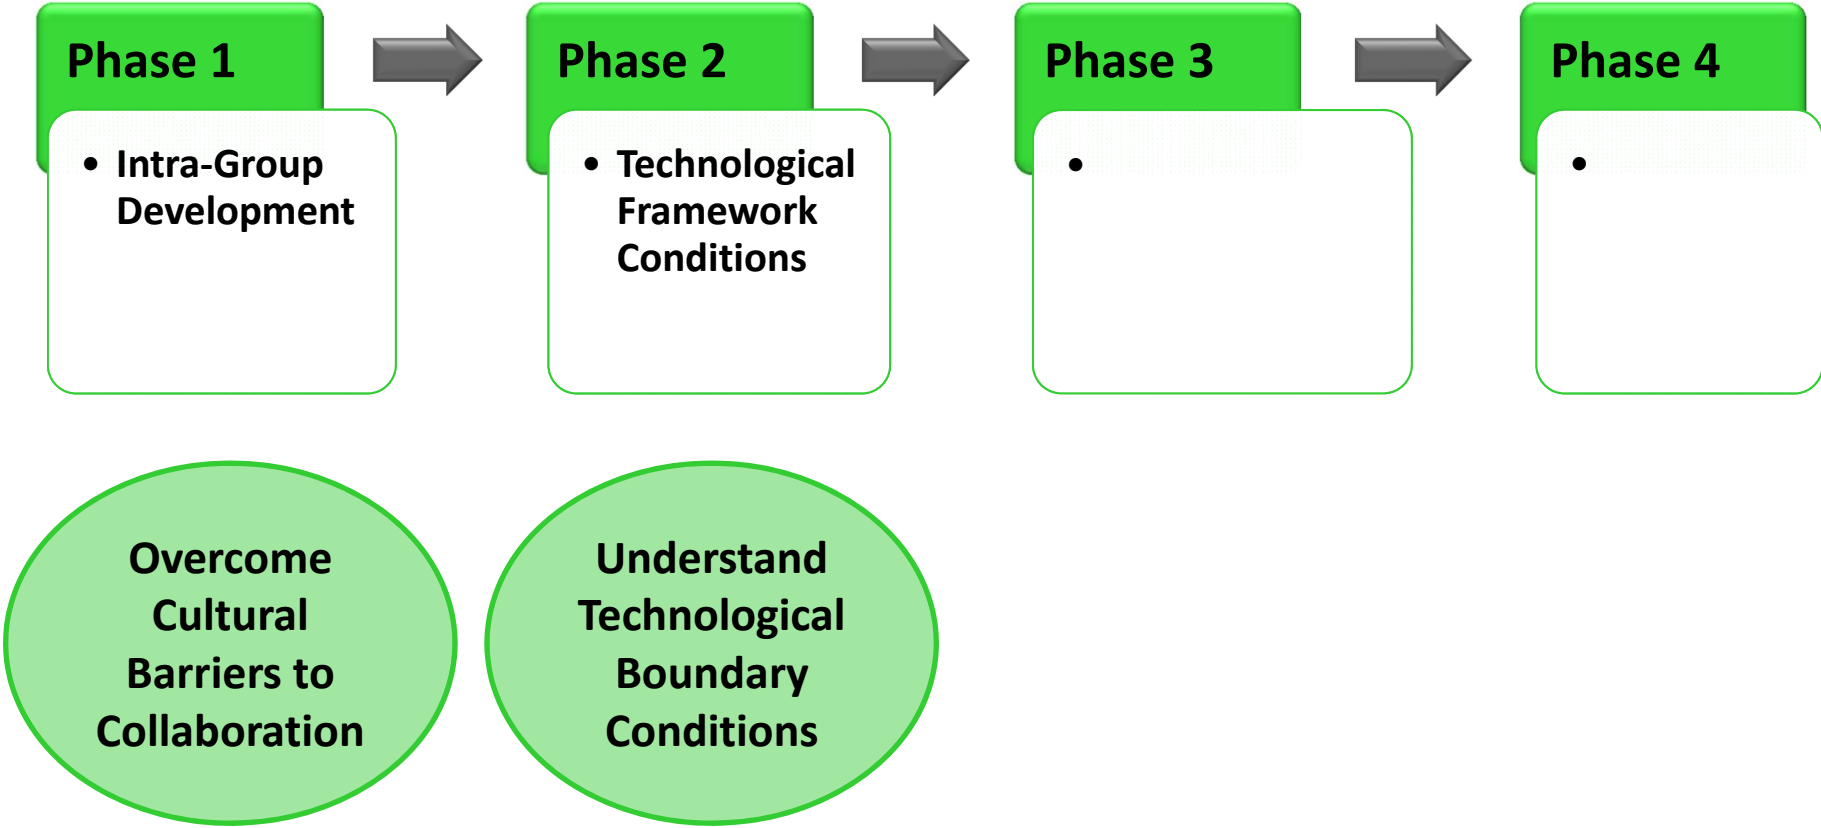 Phase 1
Phase 2
Phase 3
Phase 4
• Intra-Group
Development
• Technological
Framework
Conditions
•
•
Overcome
Cultural
Barriers to
Collaboration
Understand
Technological
Boundary
Conditions